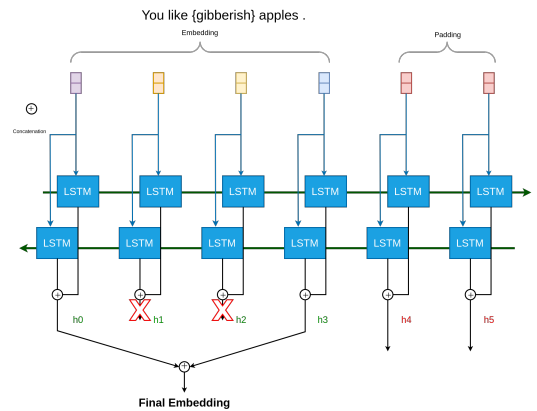 You like {gibberish} apples .
Embedding
Padding
+
Concatenation
LSTM LSTM LSTM LSTM LSTM LSTM
LSTM LSTM LSTM LSTM LSTM LSTM
+ + + + + +
h0 h1 h2 h3 h4 h5
+
Final Embedding